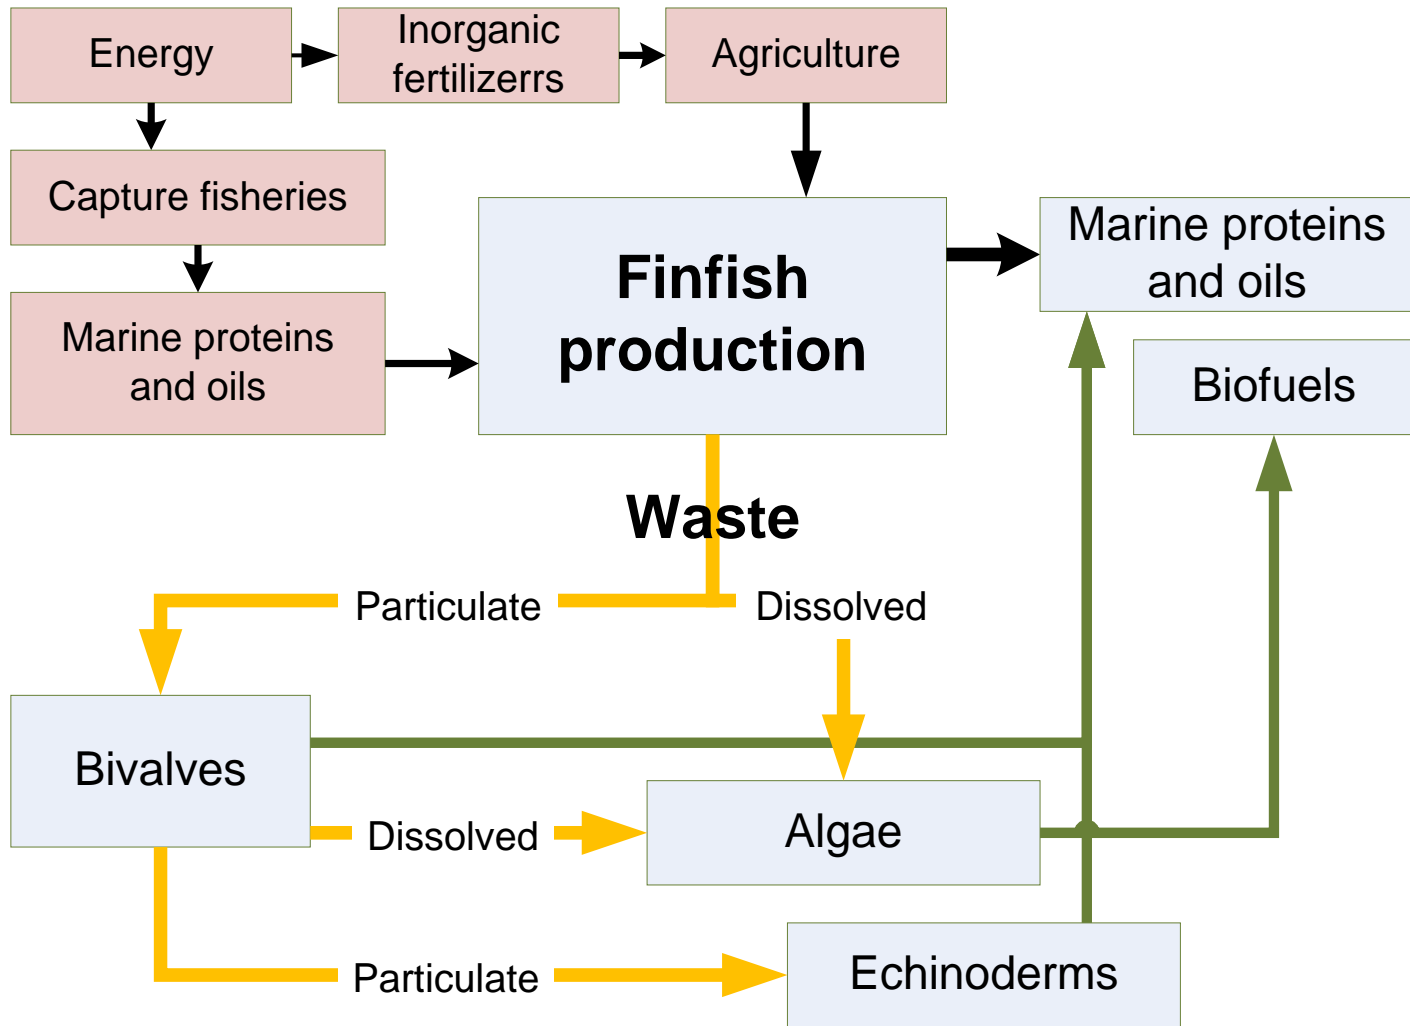 Energy
Inorganic
fertilizerrs
Agriculture
Capture fisheries
Marine proteins
and oils
Finfish
production
Marine proteins
and oils
Biofuels
Waste
Particulate
Dissolved
Bivalves
Dissolved
Algae
Particulate
Echinoderms